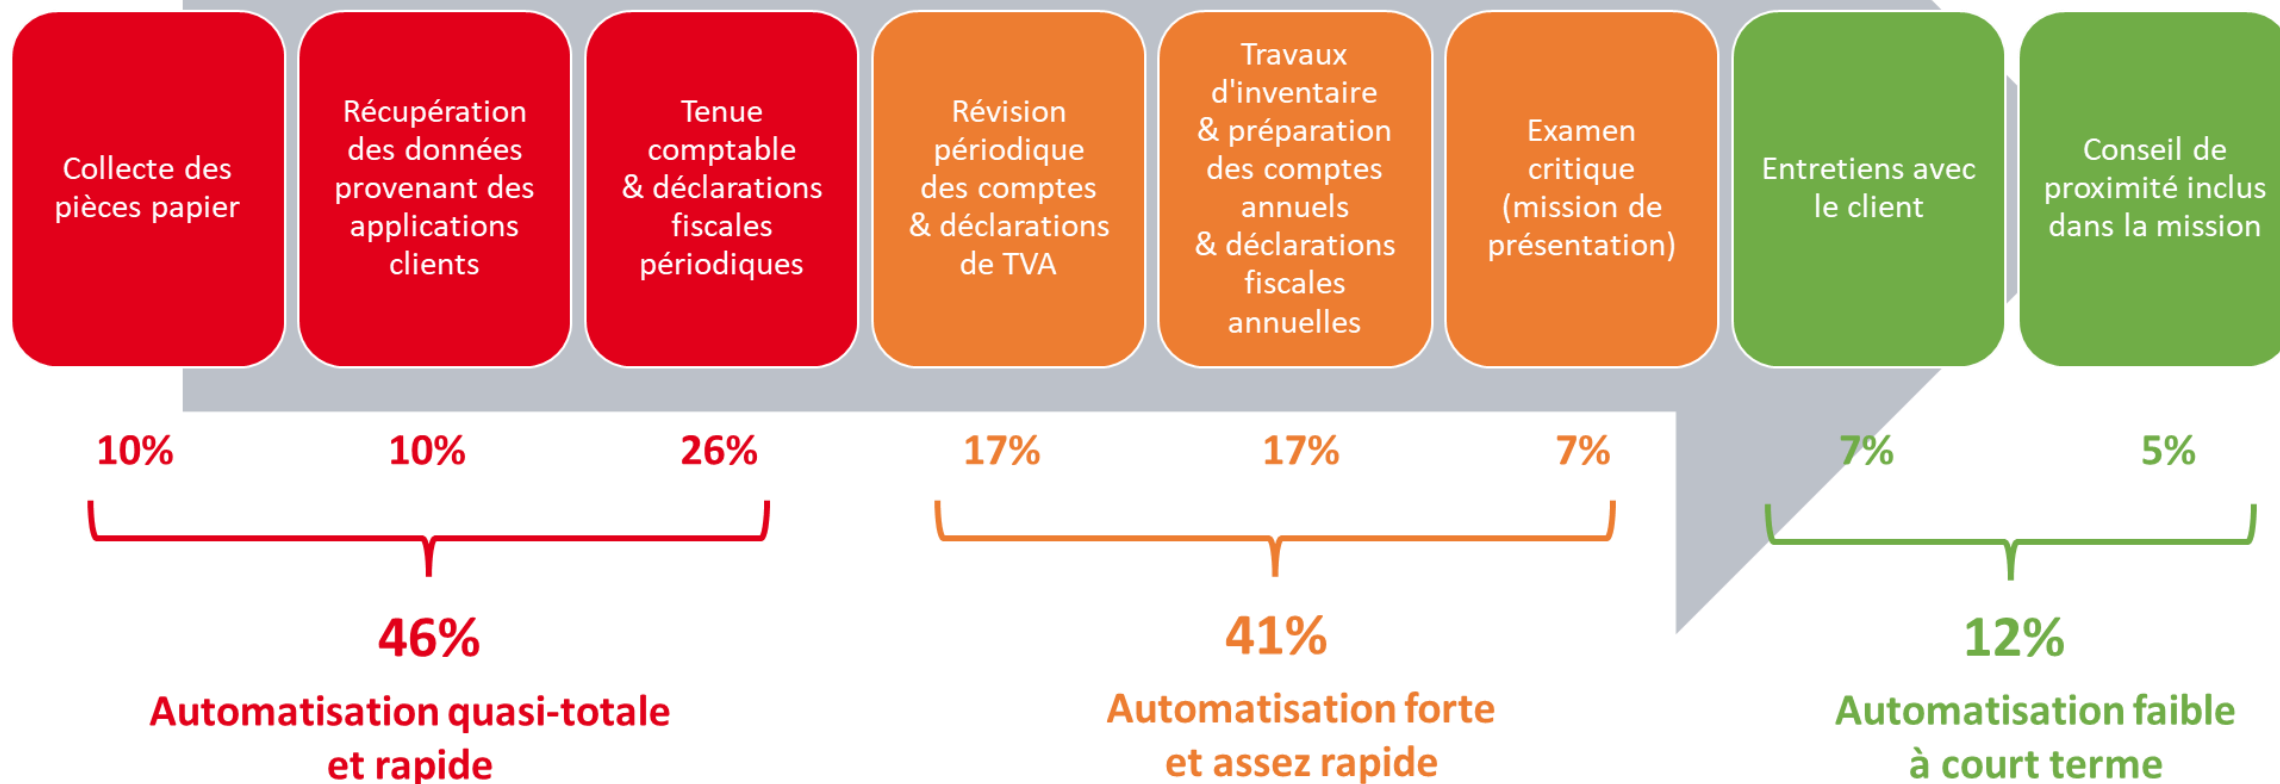 Collecte des
pièces papier
Récupération
des données
provenant des
applications
clients
Tenue
comptable
& déclarations
fiscales
périodiques
Révision
périodique
des comptes
& déclarations
de TVA
Travaux
d'inventaire
& préparation
des comptes
annuels
& déclarations
fiscales
annuelles
Examen
critique
(mission de
présentation)
Entretiens avec
le client
Conseil de
proximité inclus
dans la mission
10%
10%
26%
17%
17%
7%
7%
5%
46%
Automatisation quasi-totale
et rapide
41%
Automatisation forte
et assez rapide
12%
Automatisation faible
à court terme